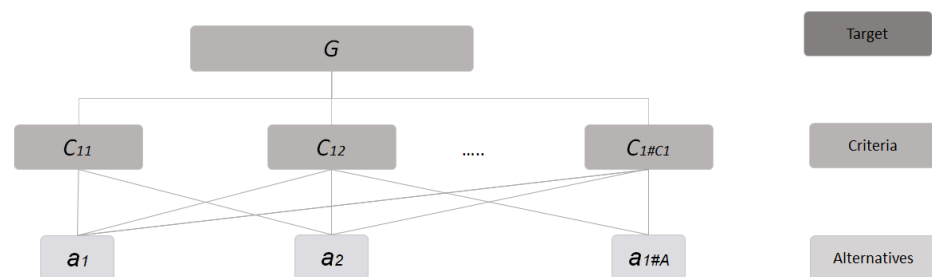 G
Target
C11
C12
.....
C1#C1
Criteria
a1
a2
a1#A
Alternatives